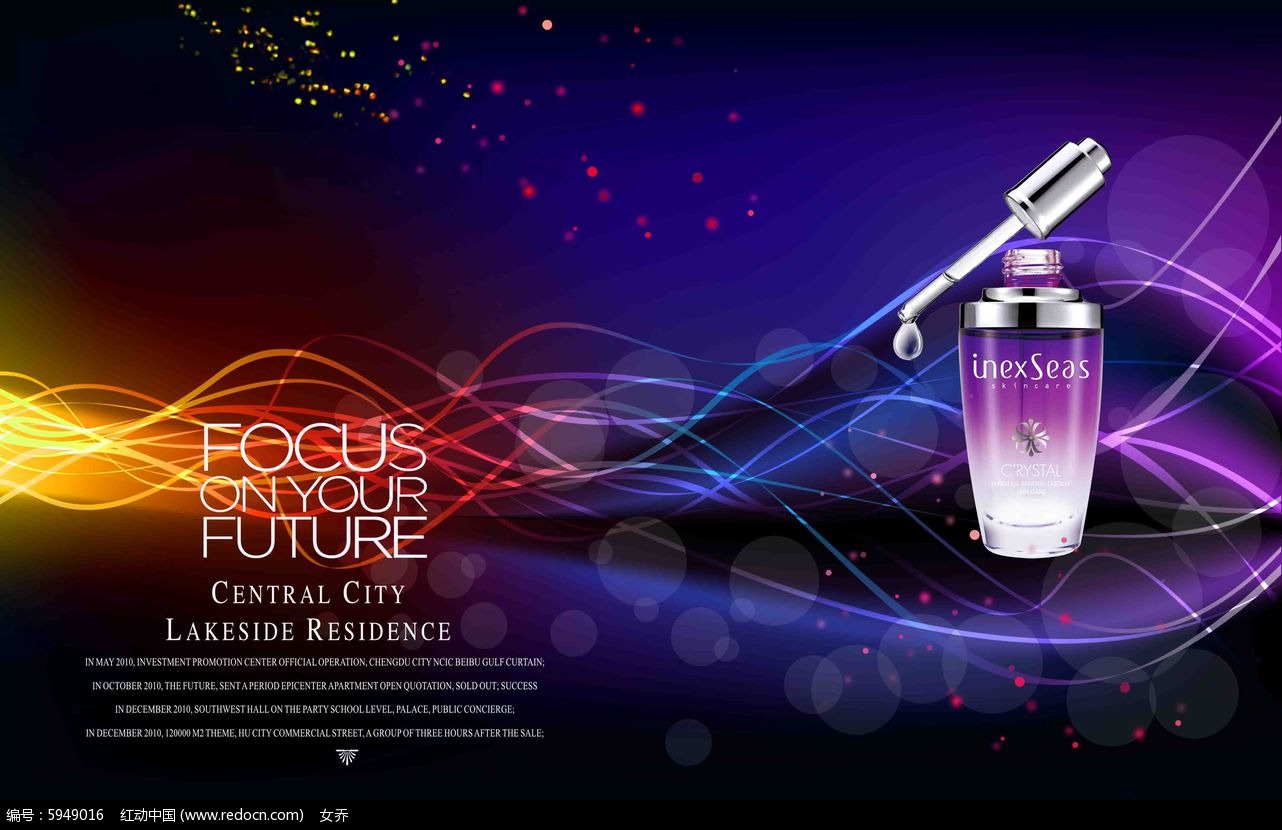 FOCUS
ON YOUR
FUTURE
CENTRAL CITY
LAKESIDE RESIDENCE
IN MAY 2010, INVESTMENT PROMOTION CENTER OFFICIAL OPERATION, CHENGDU CITY NCIC BEIBU GULF CURTAIN;
IN OCTOBER 2010, THE FUTURE, SENT A PERIOD EPICENTER APARTMENT OPEN QUOTATION, SOLD OUT; SUCCESS
IN DECEMBER 2010, SOUTHWEST HALL ON THE PARTY SCHOOL LEVEL, PALACE, PUBLIC CONCIERGE;
IN DECEMBER 2010, 120000 M2 THEME, HU CITY COMMERCIAL STREET, A GROUP OF THREE HOURS AFTER THE SALE;
inexSeas
skincare
C'RYSTAL
MINERAL ENERGY
SKIN CARE
编号：5949016 红动中国 (www.redocn.com) 女乔